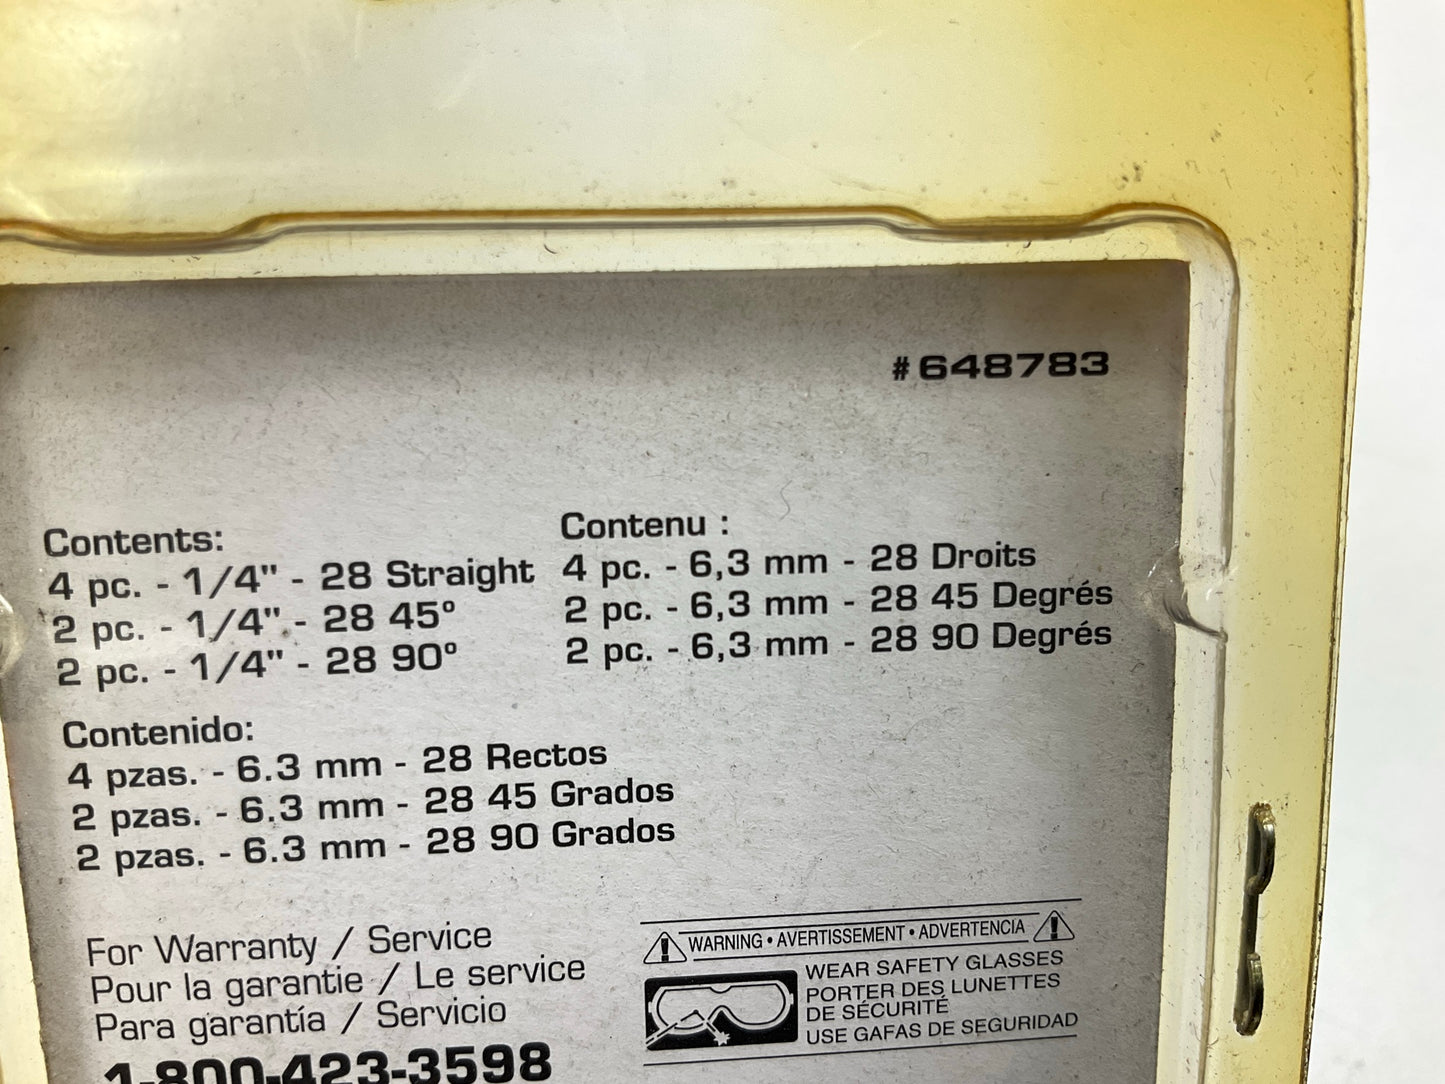 #648783
Contents:
4 pc. - 1/4" - 28 Straight
2 pc. - 1/4" - 28 45°
2 pc. - 1/4" - 28 90°
Contenu :
4 pc. - 6,3 mm - 28 Droits
2 pc. - 6,3 mm - 28 45 Degrés
2 pc. - 6,3 mm - 28 90 Degrés
Contenido:
4 pzas. - 6.3 mm - 28 Rectos
2 pzas. - 6.3 mm - 28 45 Grados
2 pzas. - 6.3 mm - 28 90 Grados
For Warranty / Service
Pour la garantie / Le service
Para garantía / Servicio
1-800-423-3598
WARNING • AVERTISSEMENT • ADVERTENCIA
WEAR SAFETY GLASSES
PORTER DES LUNETTES
DE SÉCURITÉ
USE GAFAS DE SEGURIDAD